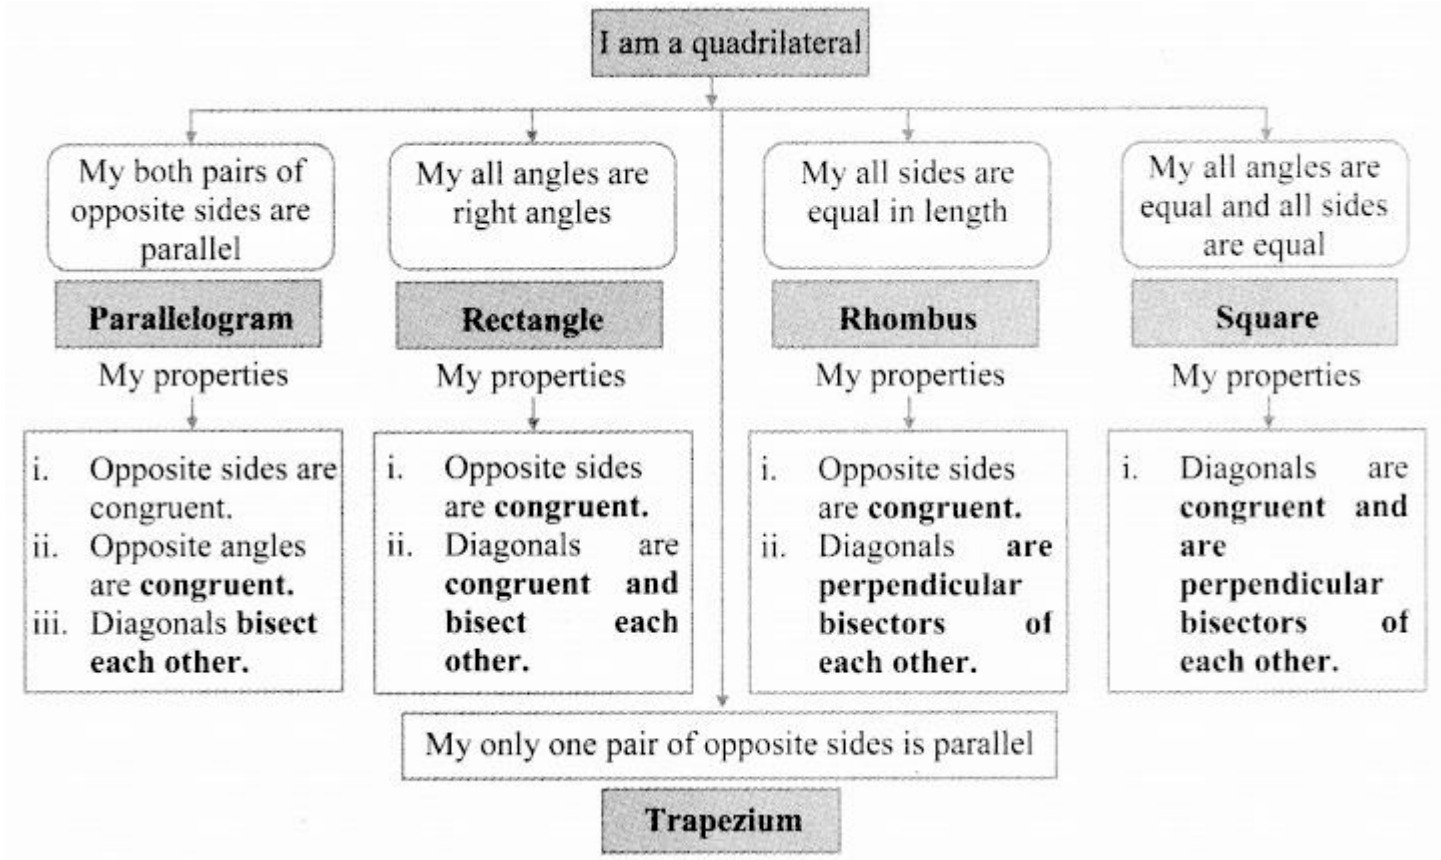 I am a quadrilateral
My both pairs of
opposite sides are
parallel
Parallelogram
My properties
i. Opposite sides are
congruent.
ii. Opposite angles
are congruent.
iii. Diagonals bisect
each other.
My all angles are
right angles
Rectangle
My properties
i. Opposite sides
are congruent.
ii. Diagonals are
congruent and
bisect each
other.
My all sides are
equal in length
Rhombus
My properties
i. Opposite sides
are congruent.
ii. Diagonals are
perpendicular
bisectors of
each other.
My all angles are
equal and all sides
are equal
Square
My properties
i. Diagonals are
congruent and
are
perpendicular
bisectors of
each other.
My only one pair of opposite sides is parallel
Trapezium